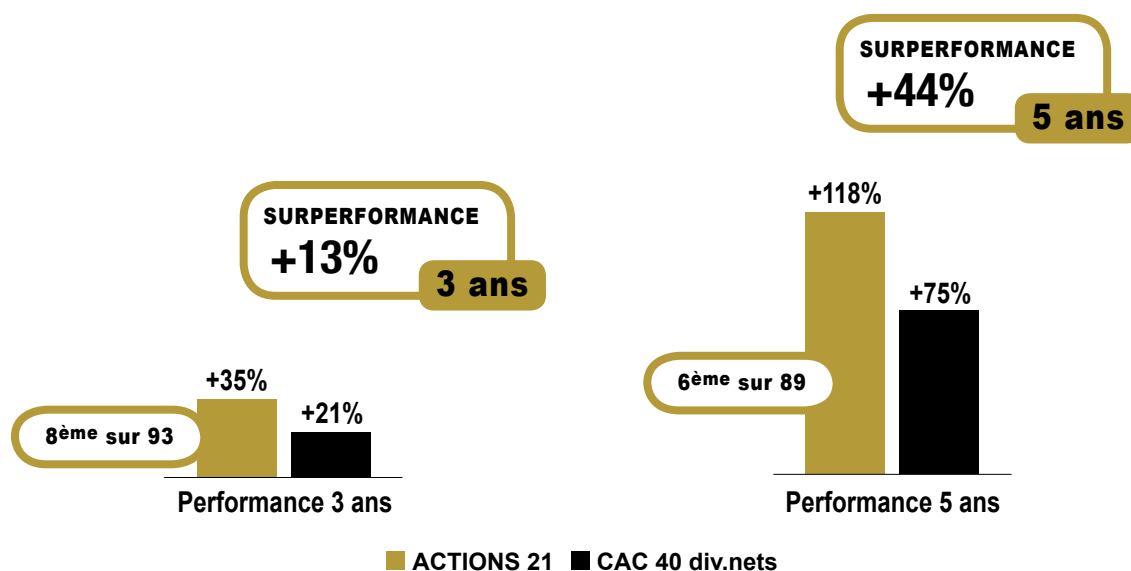 SURPERFORMANCE
+13%
3 ans
+35%
+21%
8ème sur 93
Performance 3 ans
SURPERFORMANCE
+44%
5 ans
+118%
+75%
6ème sur 89
Performance 5 ans
ACTIONS 21 CAC 40 div.nets